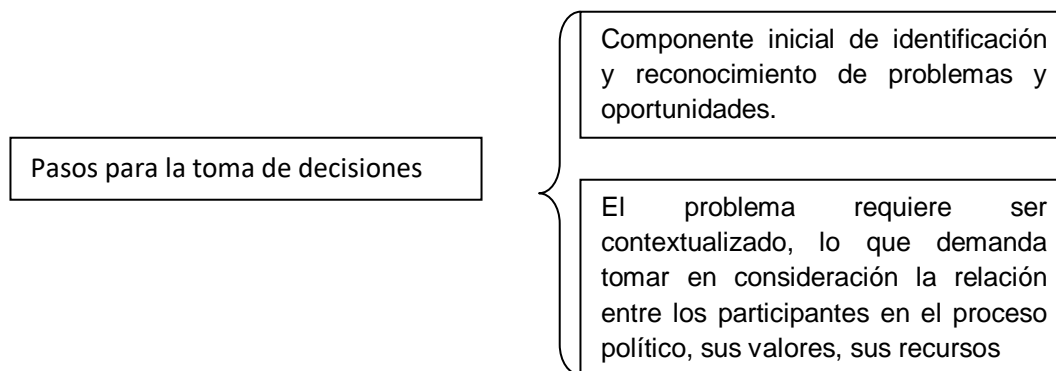 Componente inicial de identificación
y reconocimiento de problemas y
oportunidades.
Pasos para la toma de decisiones
El problema requiere ser
contextualizado, lo que demanda
tomar en consideración la relación
entre los participantes en el proceso
político, sus valores, sus recursos